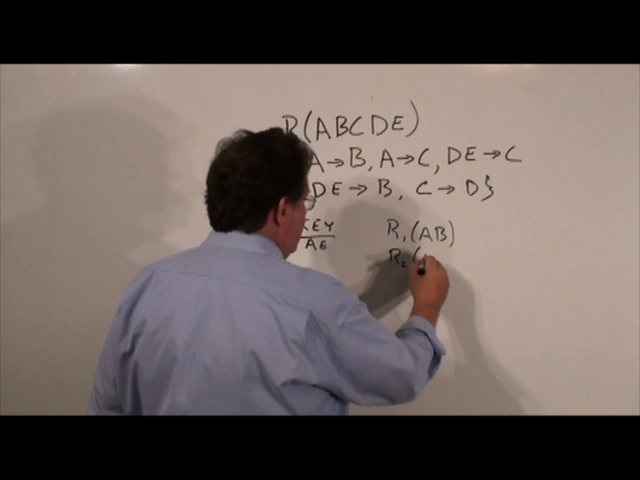 R(ABCDE)
A→B, A→C, DE→C
DE→B, C→D}
KEY
AE
R₁(AB)
R₂(